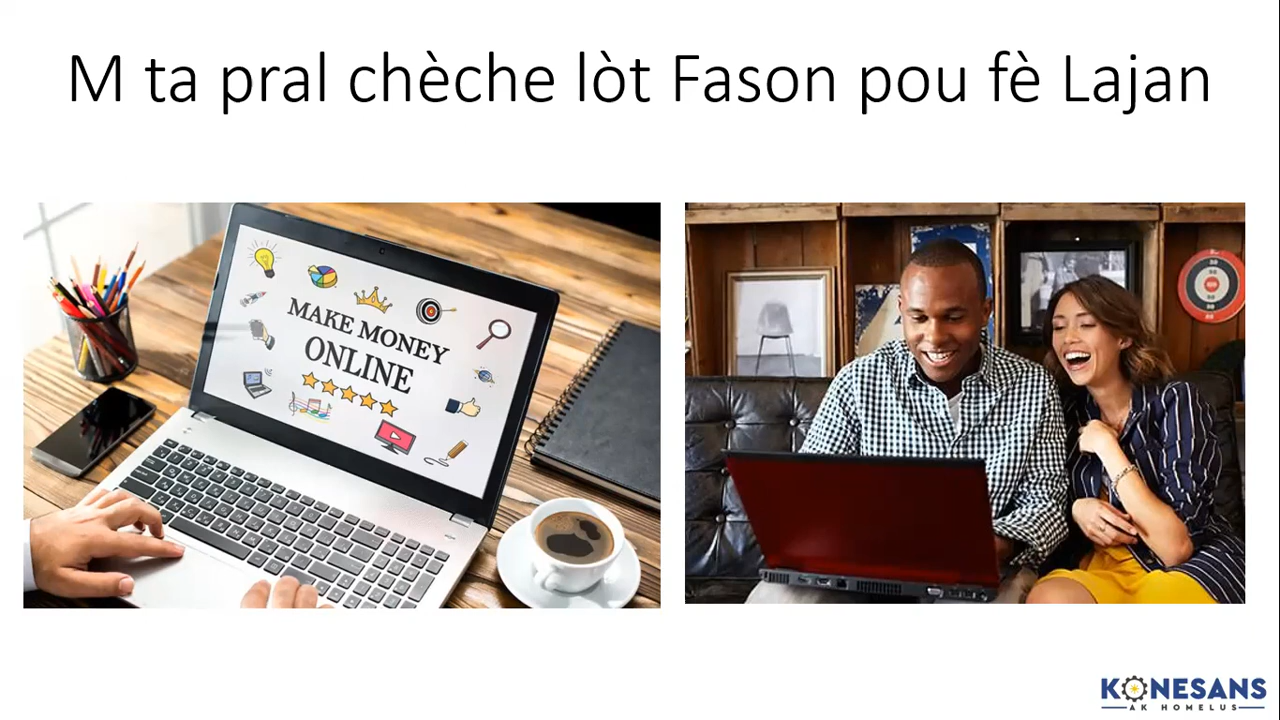 M ta pral chèche lòt Fason pou fè Lajan
MAKE MONEY
ONLINE
KONESANS
AK HOMELUS